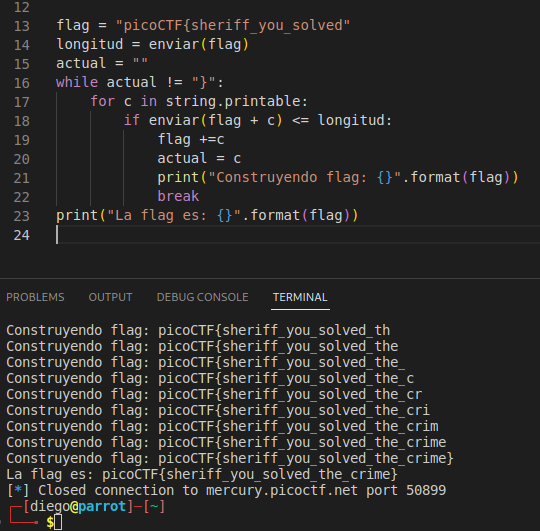 12
13 flag = "picoCTF{sheriff_you_solved"
14 longitud = enviar(flag)
15 actual = ""
16 while actual != "}":
17 for c in string.printable:
18 if enviar(flag + c) <= longitud:
19 flag +=c
20 actual = c
21 print("Construyendo flag: {}".format(flag))
22 break
23 print("La flag es: {}".format(flag))
24
PROBLEMS OUTPUT DEBUG CONSOLE TERMINAL
Construyendo flag: picoCTF{sheriff_you_solved_th
Construyendo flag: picoCTF{sheriff_you_solved_the
Construyendo flag: picoCTF{sheriff_you_solved_the_
Construyendo flag: picoCTF{sheriff_you_solved_the_c
Construyendo flag: picoCTF{sheriff_you_solved_the_cr
Construyendo flag: picoCTF{sheriff_you_solved_the_cri
Construyendo flag: picoCTF{sheriff_you_solved_the_crim
Construyendo flag: picoCTF{sheriff_you_solved_the_crime
Construyendo flag: picoCTF{sheriff_you_solved_the_crime}
La flag es: picoCTF{sheriff_you_solved_the_crime}
[*] Closed connection to mercury.picoctf.net port 50899
[diego@parrot]-[~]
$